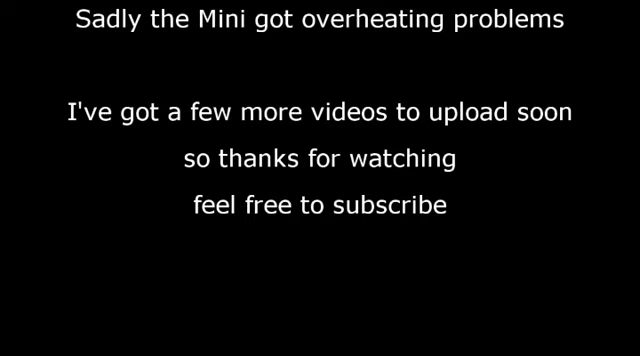 Sadly the Mini got overheating problems
I've got a few more videos to upload soon
so thanks for watching
feel free to subscribe